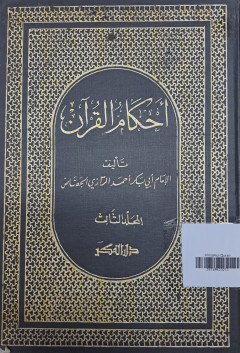 أحكام القرآن
تأليف
الإمام أبي بكر أحمد الرازي الجصاص
المجلد الثالث
دار الفكر